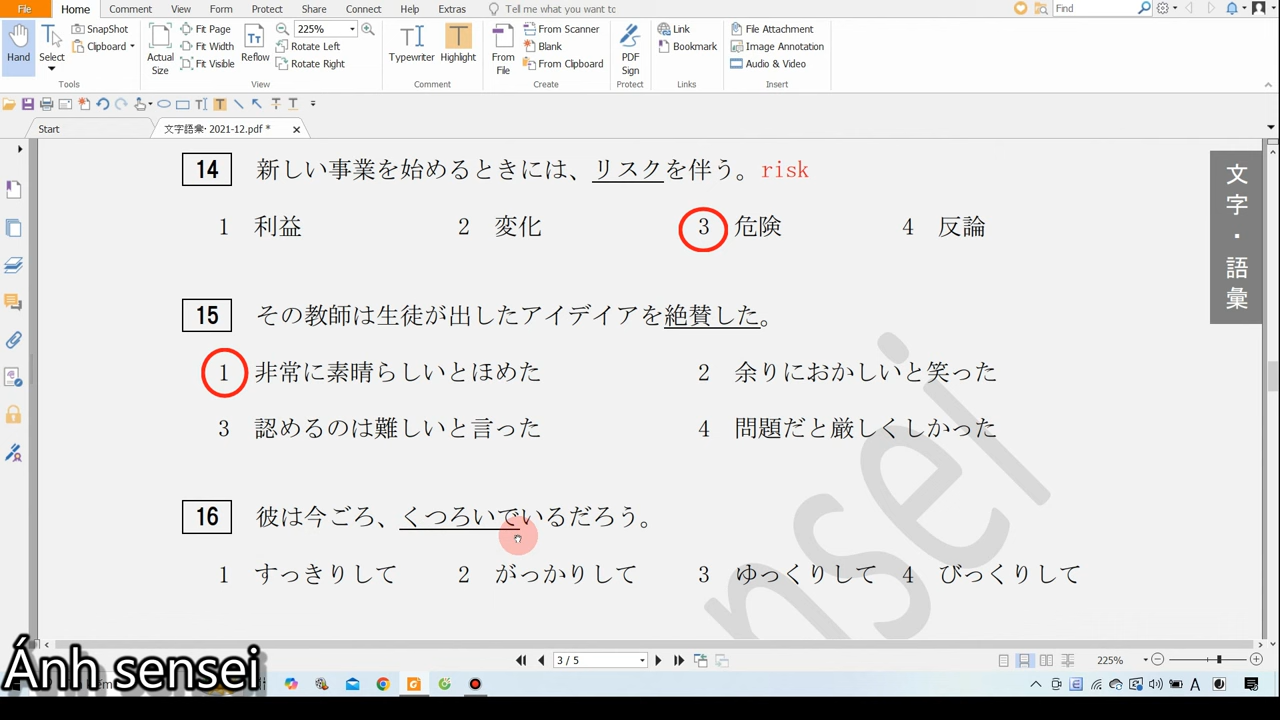 File Home Comment View Form Protect Share Connect Help Extras Tell me what you want to Find
Hand Select SnapShot Clipboard Actual Size Fit Page Fit Width Fit Visible Reflow 225% Rotate Left Rotate Right Typewriter Highlight From File From Scanner Blank From Clipboard PDF Sign Link Bookmark File Attachment Image Annotation Audio & Video
Tools View Comment Create Protect Links Insert
Start 文字語彙・2021-12.pdf *
14 新しい事業を始めるときには、リスクを伴う。risk
1 利益 2 変化 3 危険 4 反論
15 その教師は生徒が出したアイデイアを絶賛した。
1 非常に素晴らしいとほめた 2 余りにおかしいと笑った
3 認めるのは難しいと言った 4 問題だと厳しくしかった
16 彼は今ごろ、くつろいでいるだろう。
1 すっきりして 2 がっかりして 3 ゆっくりして 4 びっくりして
文字・語彙
nsei
3 / 5 225%
Ánh sensei